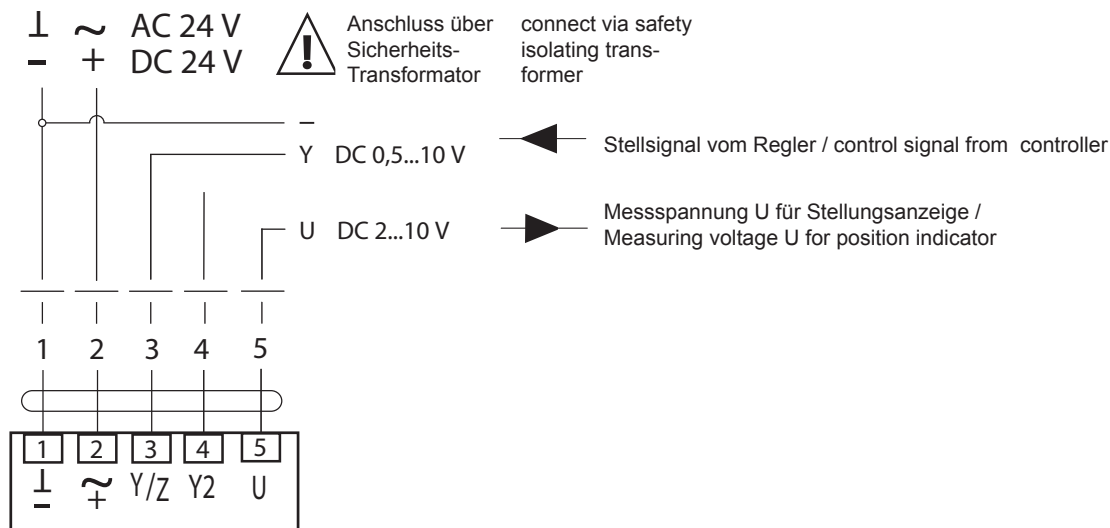 ⊥ ~ AC 24 V
– + DC 24 V
! Anschluss über
Sicherheits-
Transformator
connect via safety
isolating trans-
former
–
Y DC 0,5...10 V
Stellsignal vom Regler / control signal from controller
U DC 2...10 V
Messspannung U für Stellungsanzeige /
Measuring voltage U for position indicator
1 2 3 4 5
1 2 3 4 5
⊥ ~ Y/Z Y2 U
– +